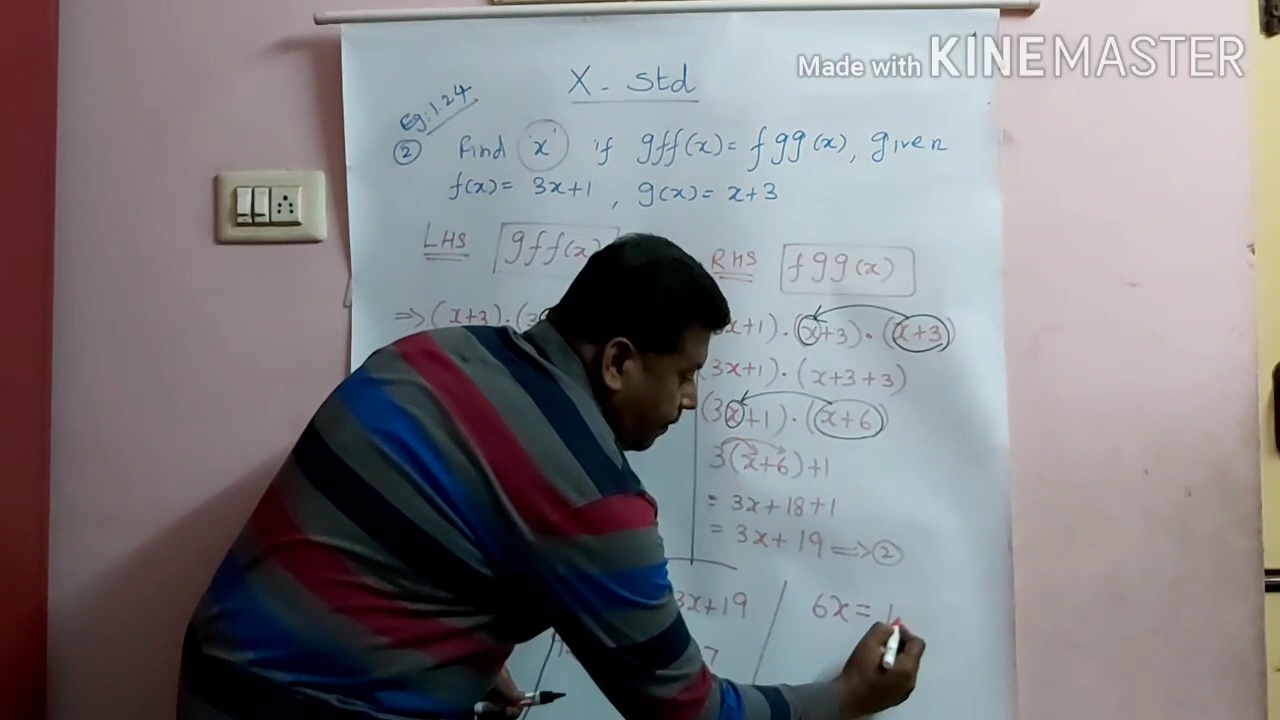 Made with KINEMASTER
X - Std
Eg:1.24
② Find 'x' if gff(x) = fgg(x), given
f(x) = 3x+1, g(x) = x+3
LHS gff(x)
RHS fgg(x)
=> (x+3)·(3
x+1)·(x+3)·(x+3)
(3x+1)·(x+3+3)
(3x+1)·(x+6)
3(x+6)+1
= 3x+18+1
= 3x+19 => ②
3x+19
7
6x = 1